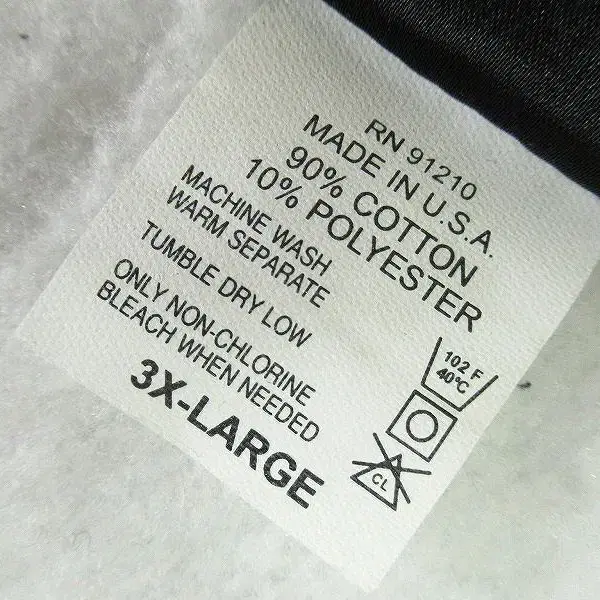 RN 91210
MADE IN U.S.A.
90% COTTON
10% POLYESTER
MACHINE WASH
WARM SEPARATE
TUMBLE DRY LOW
ONLY NON-CHLORINE
BLEACH WHEN NEEDED
3X-LARGE
102 F
40°C
CL